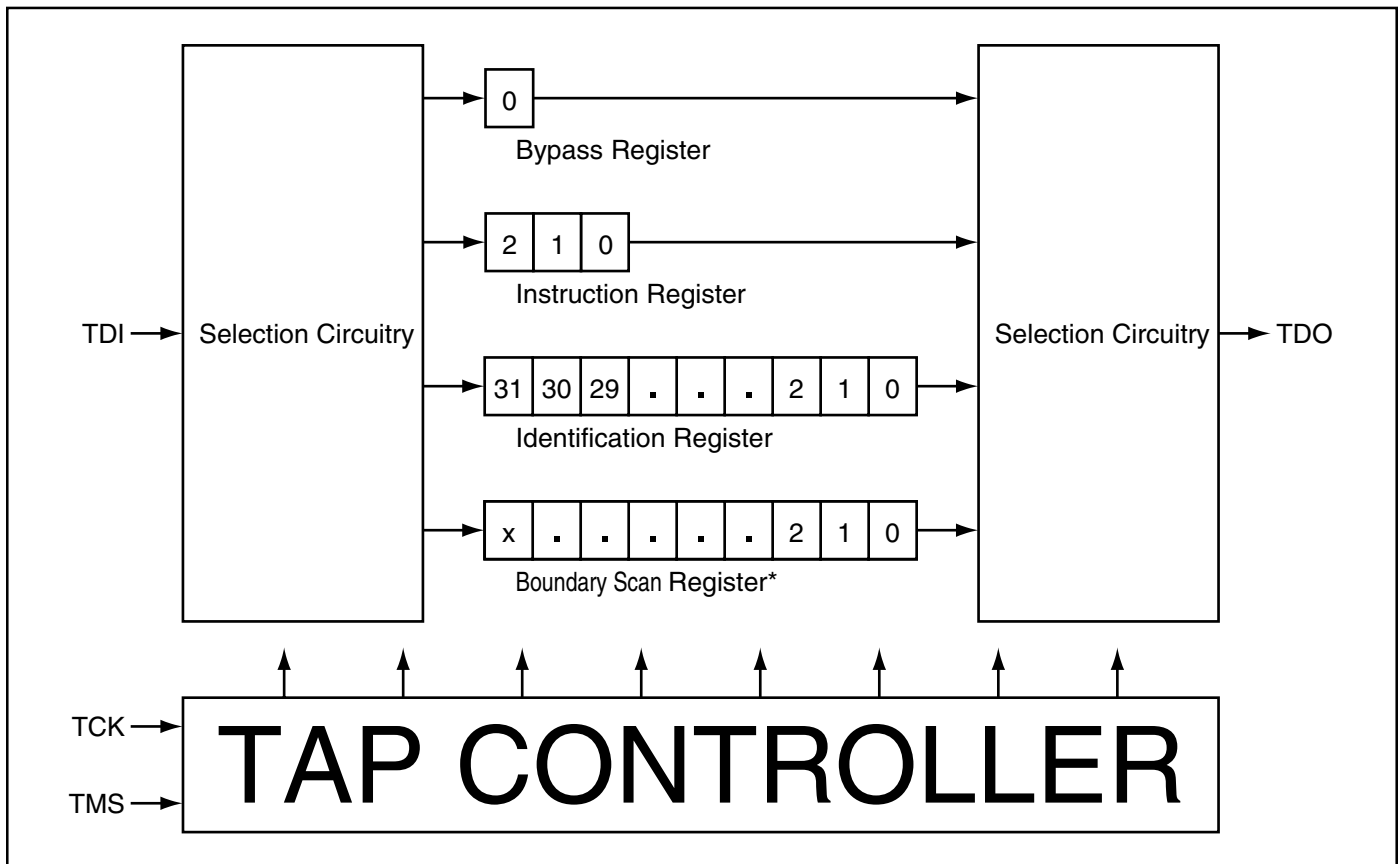 0
Bypass Register
2 1 0
Instruction Register
TDI
Selection Circuitry
Selection Circuitry
TDO
31 30 29 . . . 2 1 0
Identification Register
x . . . . . 2 1 0
Boundary Scan Register*
TCK
TMS
TAP CONTROLLER